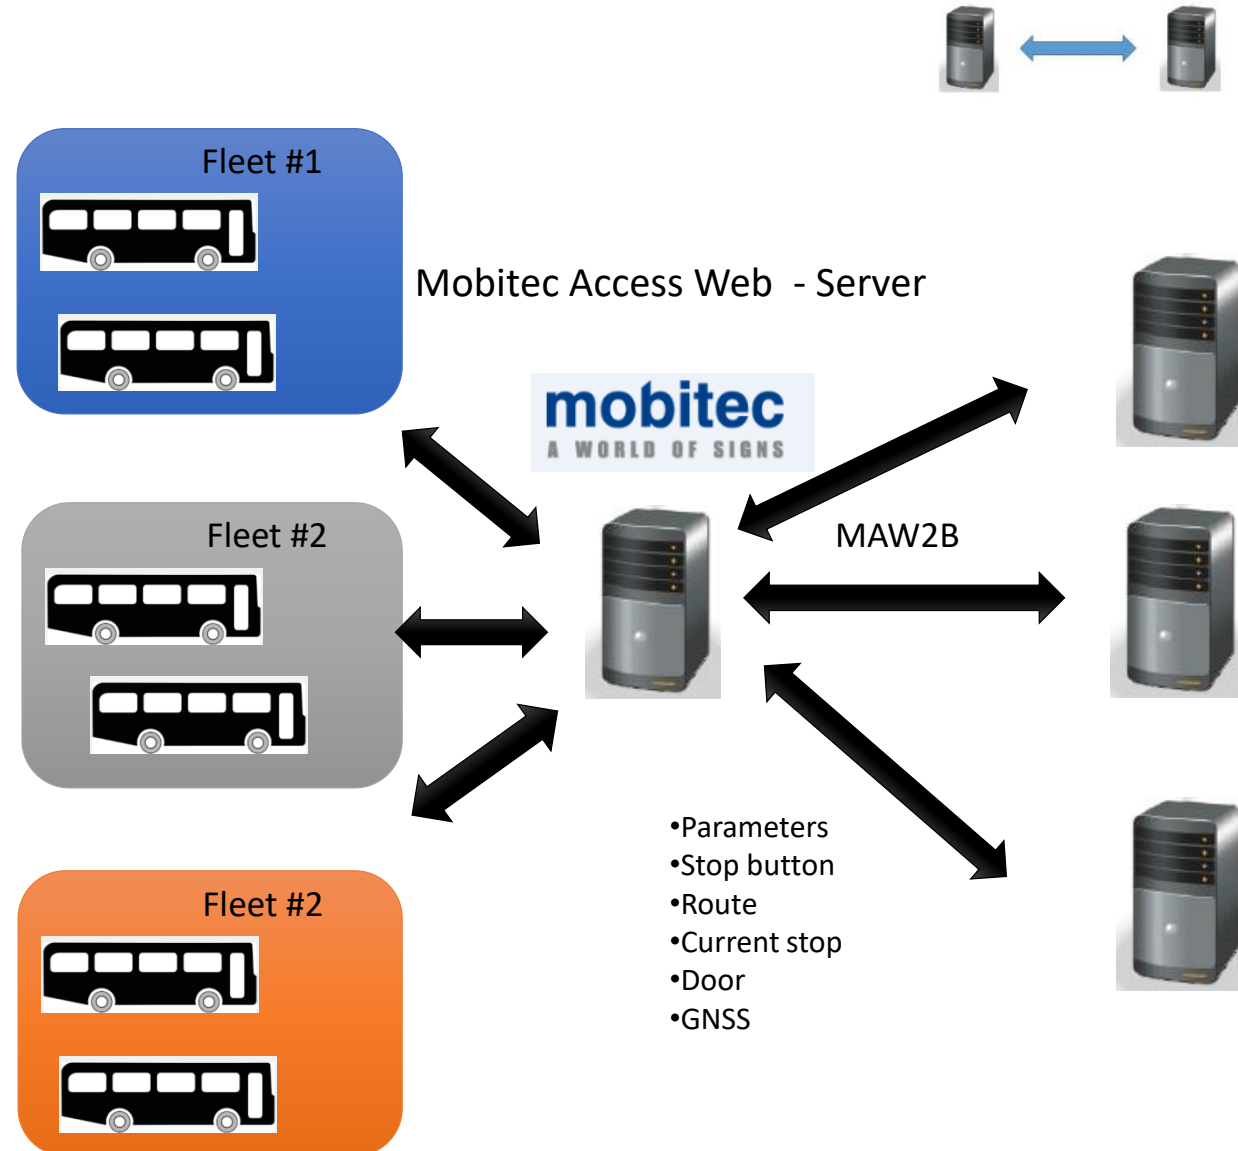 Fleet #1
Mobitec Access Web - Server
mobitec
A WORLD OF SIGNS
Fleet #2
MAW2B
•Parameters
•Stop button
•Route
•Current stop
•Door
•GNSS
Fleet #2